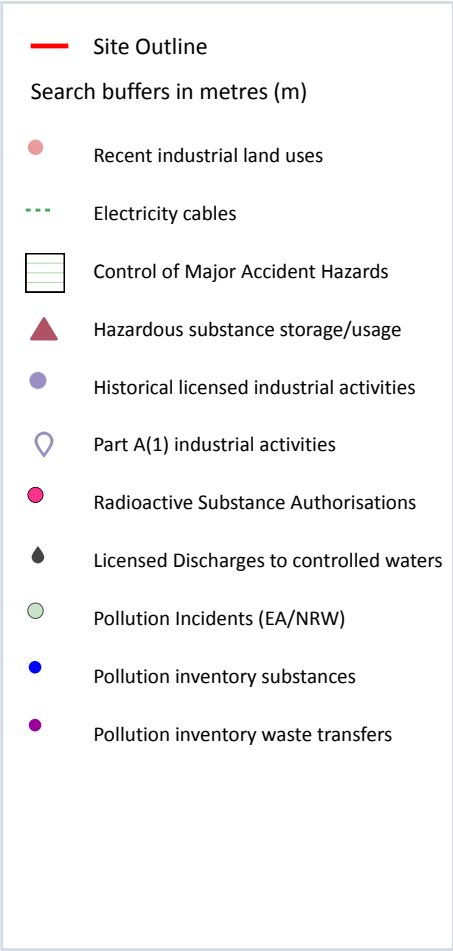 Site Outline
Search buffers in metres (m)
Recent industrial land uses
Electricity cables
Control of Major Accident Hazards
Hazardous substance storage/usage
Historical licensed industrial activities
Part A(1) industrial activities
Radioactive Substance Authorisations
Licensed Discharges to controlled waters
Pollution Incidents (EA/NRW)
Pollution inventory substances
Pollution inventory waste transfers